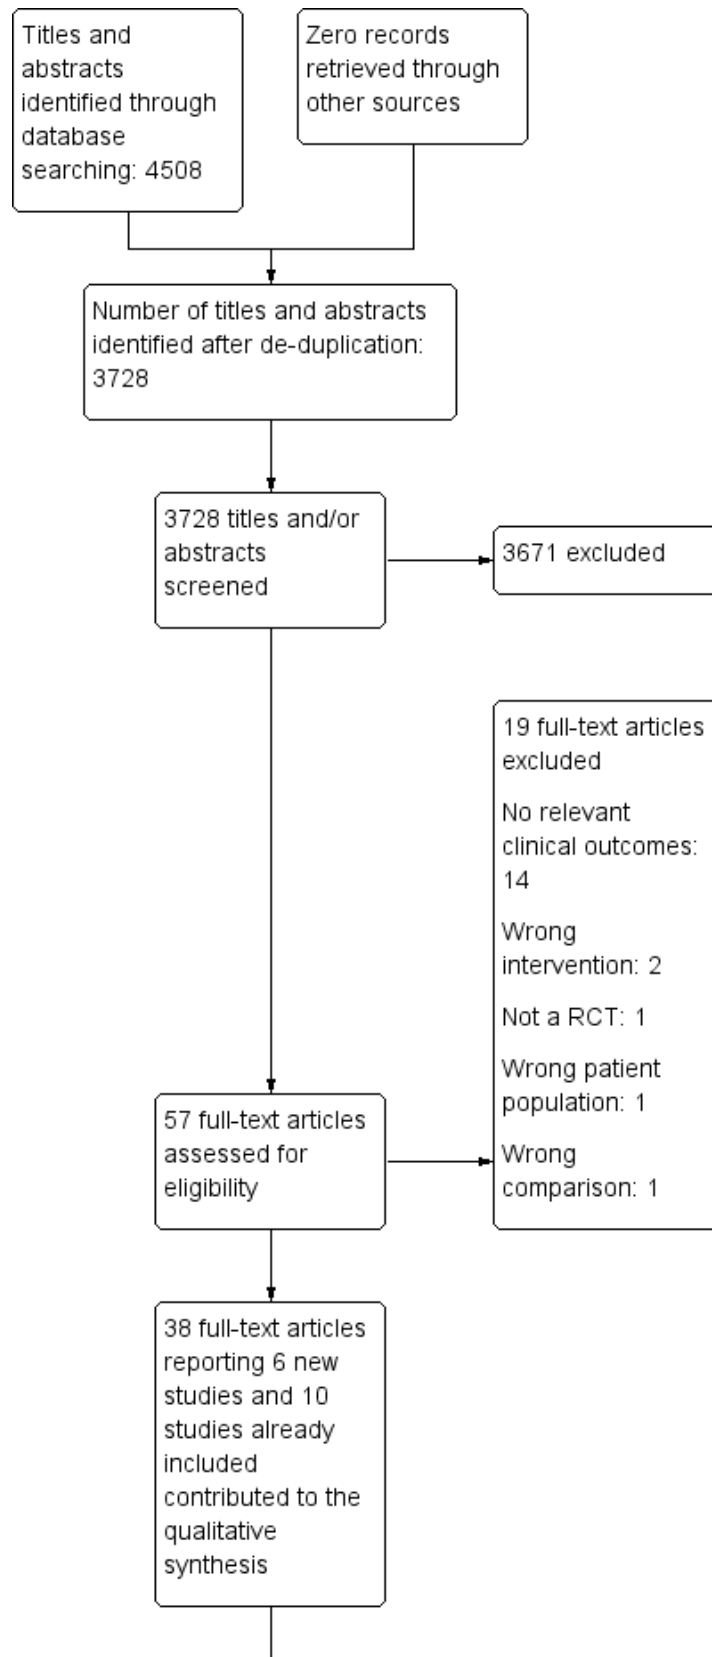 Titles and
abstracts
identified through
database
searching: 4508
Zero records
retrieved through
other sources
Number of titles and abstracts
identified after de-duplication:
3728
3728 titles and/or
abstracts
screened
3671 excluded
19 full-text articles
excluded
No relevant
clinical outcomes:
14
Wrong
intervention: 2
Not a RCT: 1
Wrong patient
population: 1
Wrong
comparison: 1
57 full-text articles
assessed for
eligibility
38 full-text articles
reporting 6 new
studies and 10
studies already
included
contributed to the
qualitative
synthesis